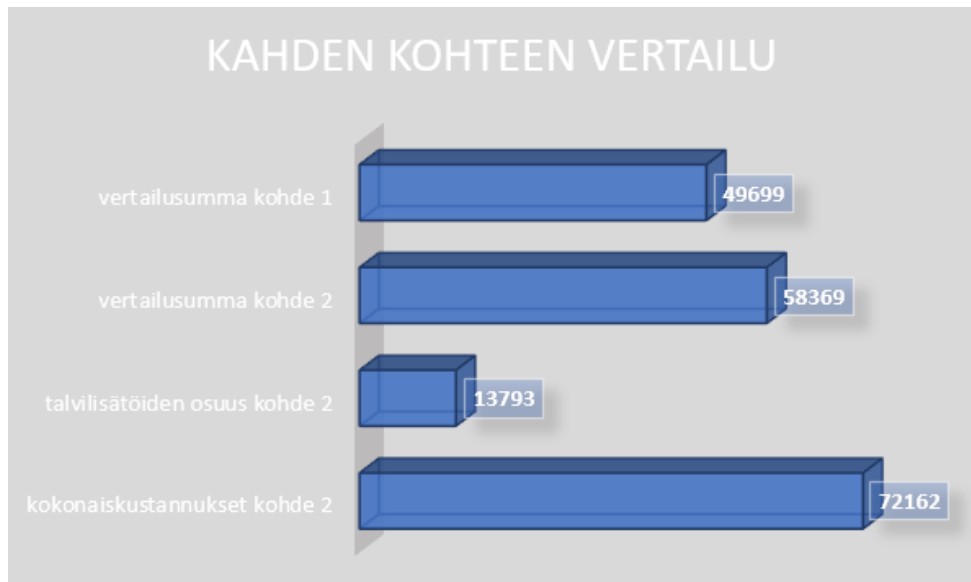 KAHDEN KOHTEEN VERTAILU
vertailusumma kohde 1
49699
vertailusumma kohde 2
58369
talvilisätöiden osuus kohde 2
13793
kokonaiskustannukset kohde 2
72162